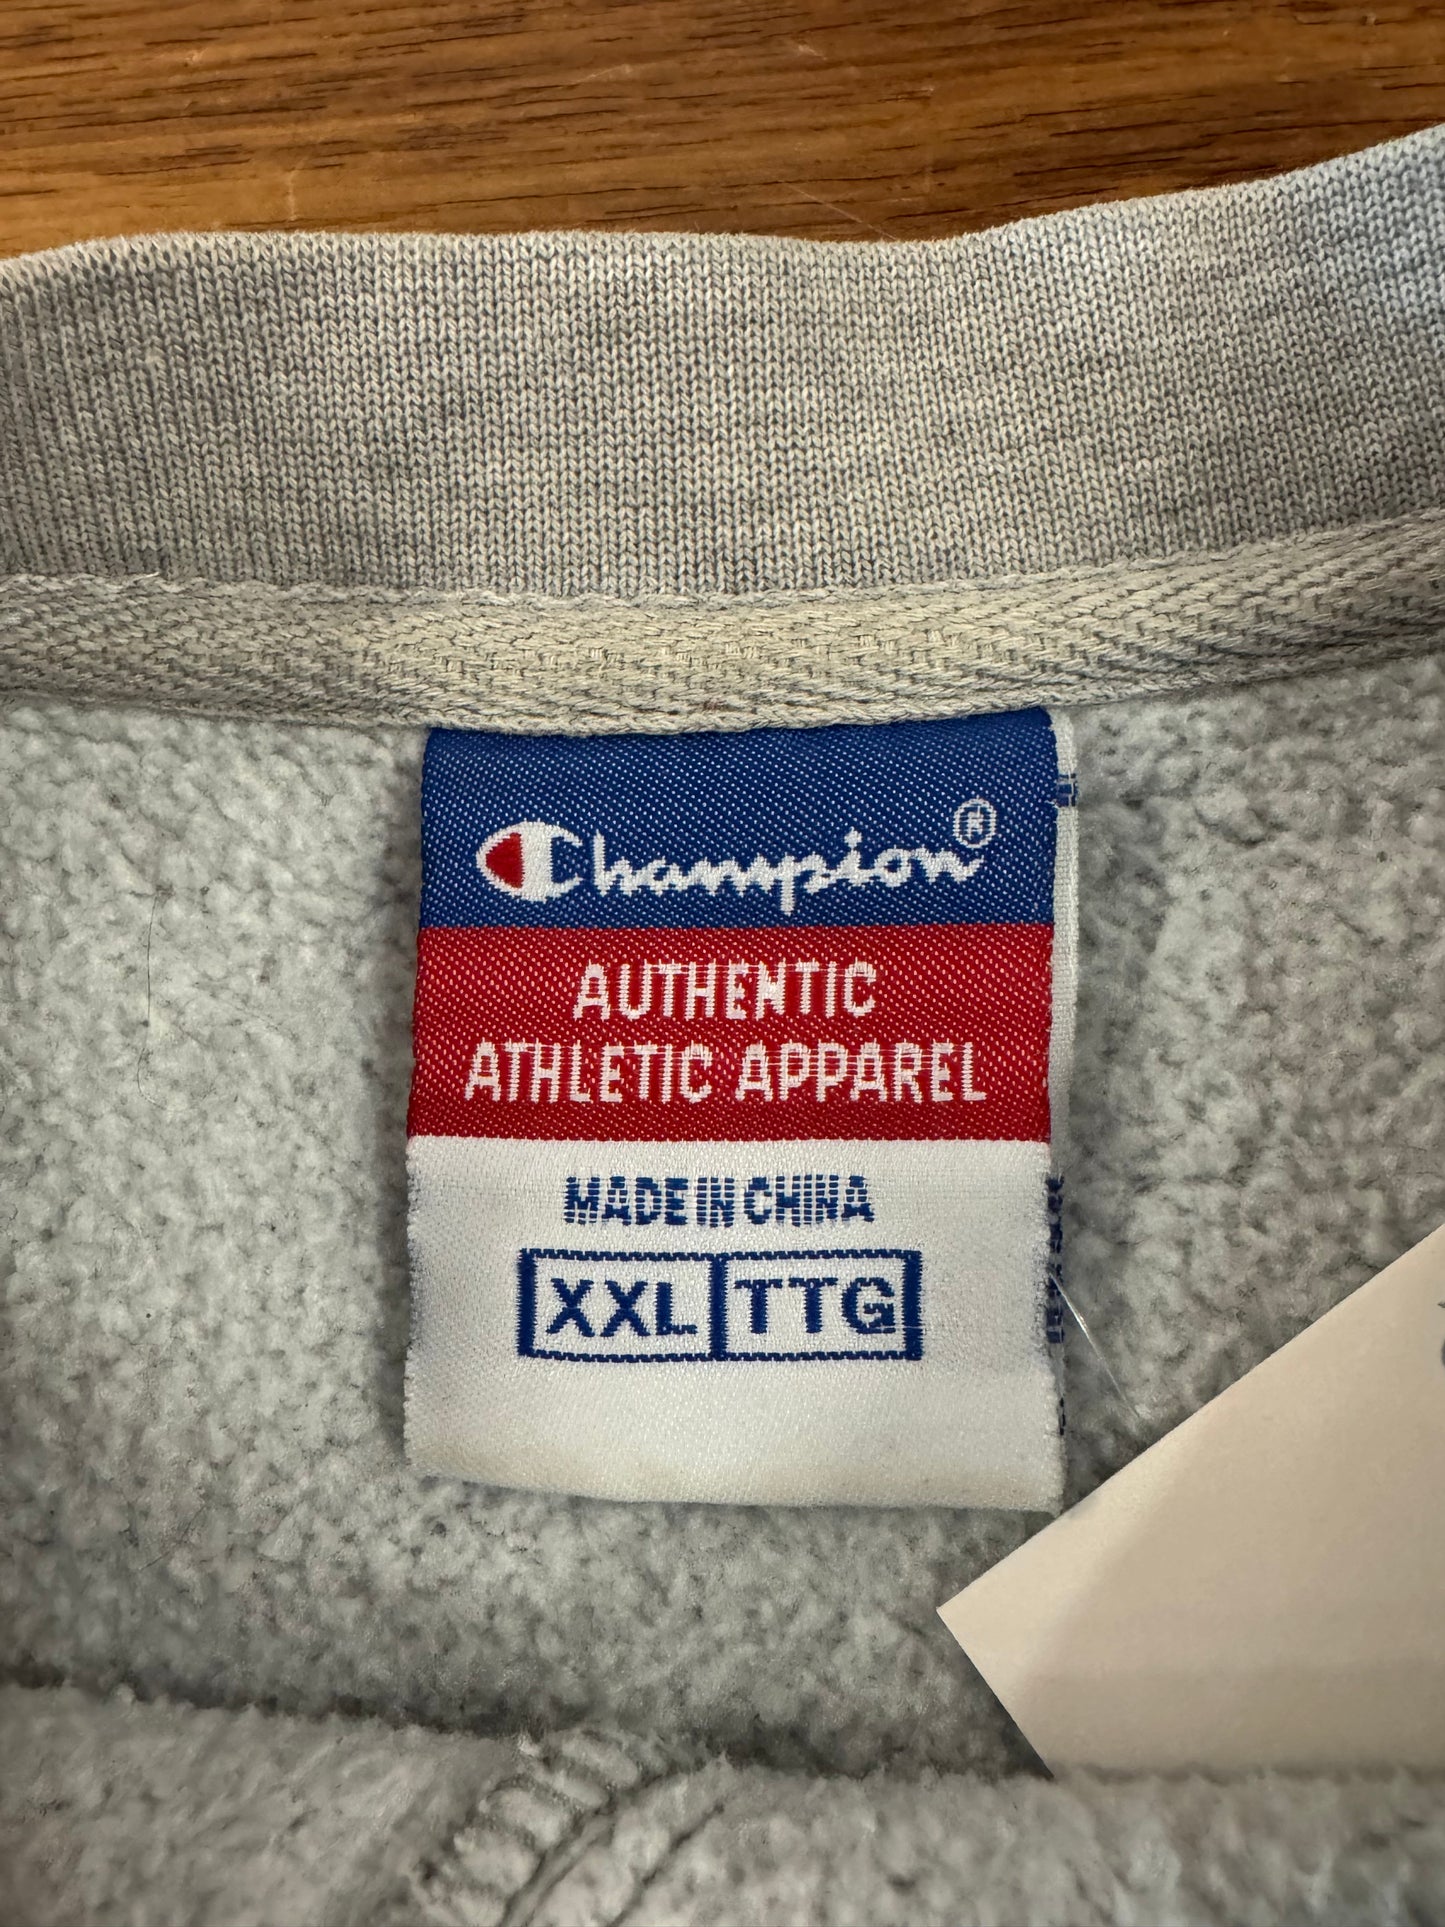 Champion®
AUTHENTIC
ATHLETIC APPAREL
MADE IN CHINA
XXL TTG